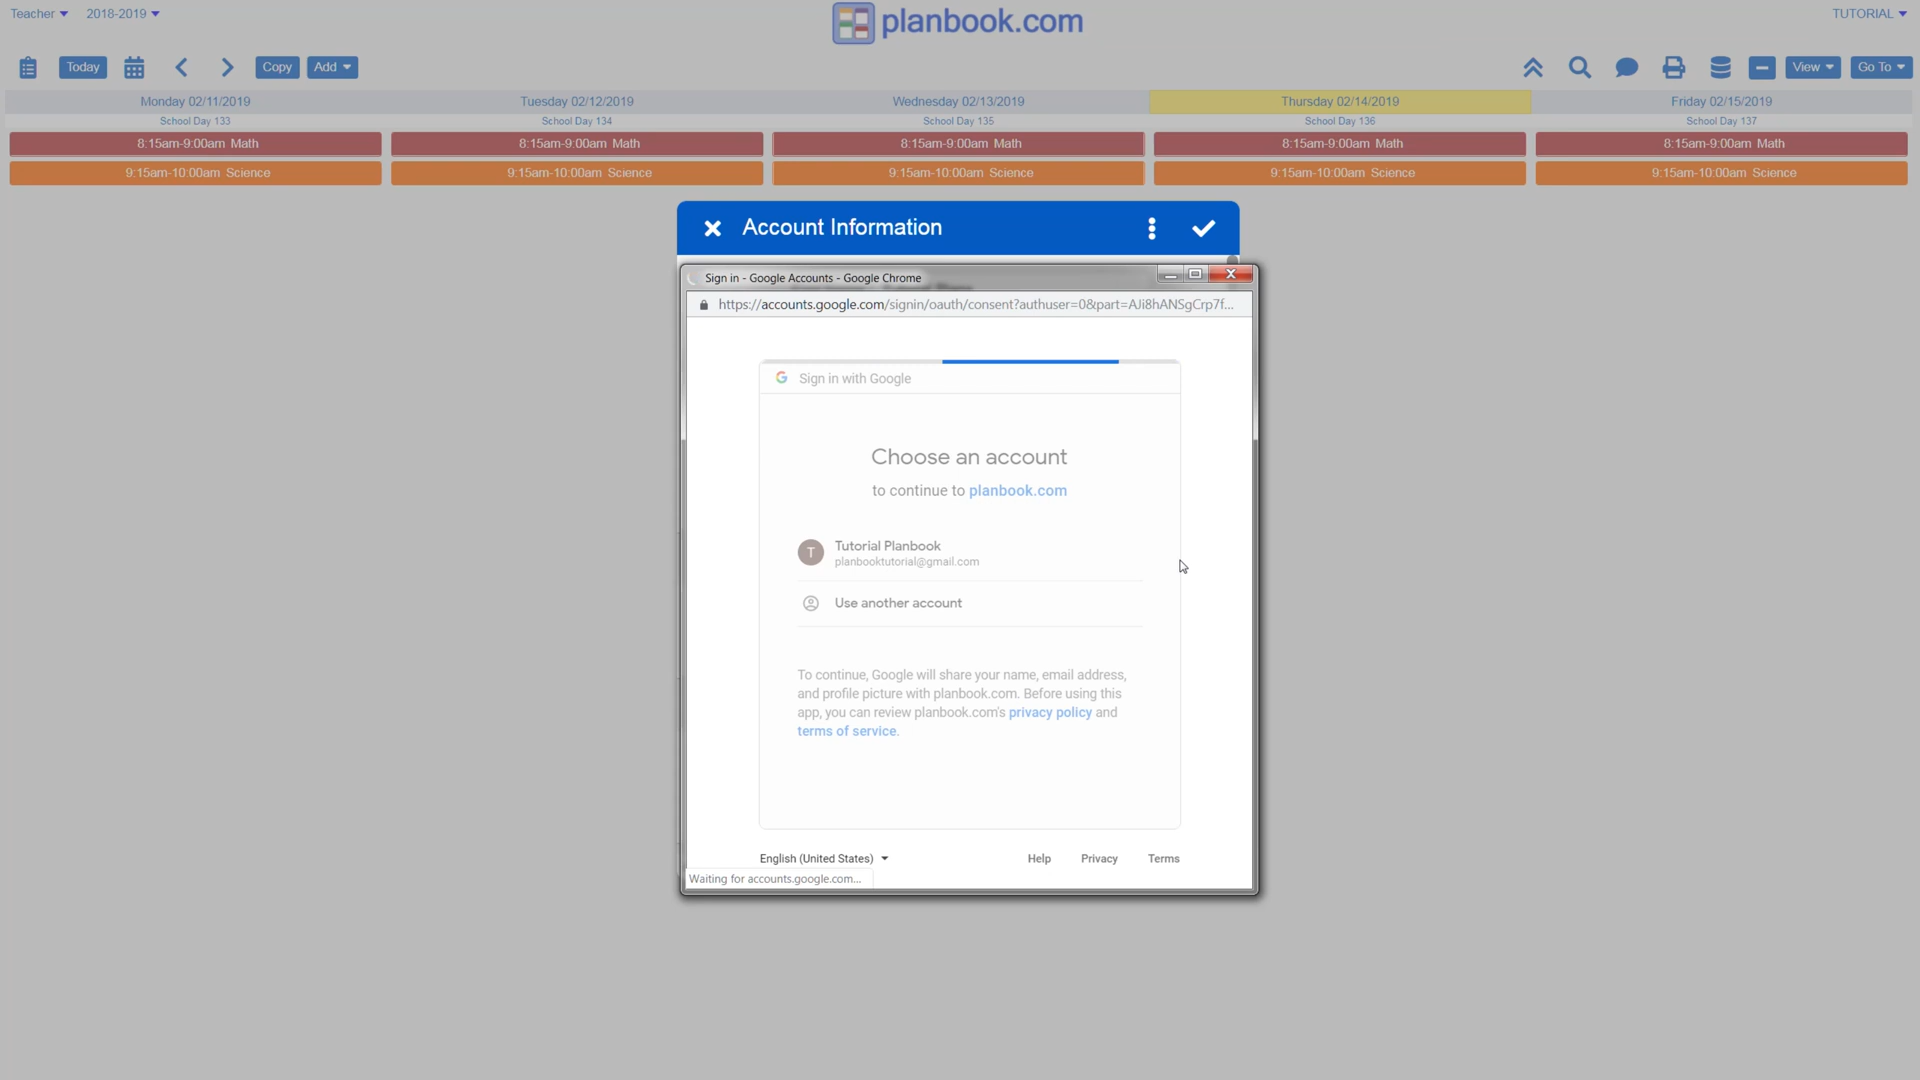 Teacher
2018-2019
planbook.com
TUTORIAL
Today
Copy
Add
View
Go To
Monday 02/11/2019
Tuesday 02/12/2019
Wednesday 02/13/2019
Thursday 02/14/2019
Friday 02/15/2019
School Day 133
School Day 134
School Day 135
School Day 136
School Day 137
8:15am-9:00am Math
8:15am-9:00am Math
8:15am-9:00am Math
8:15am-9:00am Math
8:15am-9:00am Math
9:15am-10:00am Science
9:15am-10:00am Science
9:15am-10:00am Science
9:15am-10:00am Science
9:15am-10:00am Science
Account Information
Sign in - Google Accounts - Google Chrome
https://accounts.google.com/signin/oauth/consent?authuser=0&part=AJi8hANSgCrp7f...
Sign in with Google
Choose an account
to continue to planbook.com
T
Tutorial Planbook
planbooktutorial@gmail.com
Use another account
To continue, Google will share your name, email address,
and profile picture with planbook.com. Before using this
app, you can review planbook.com's privacy policy and
terms of service.
English (United States)
Help
Privacy
Terms
Waiting for accounts.google.com...